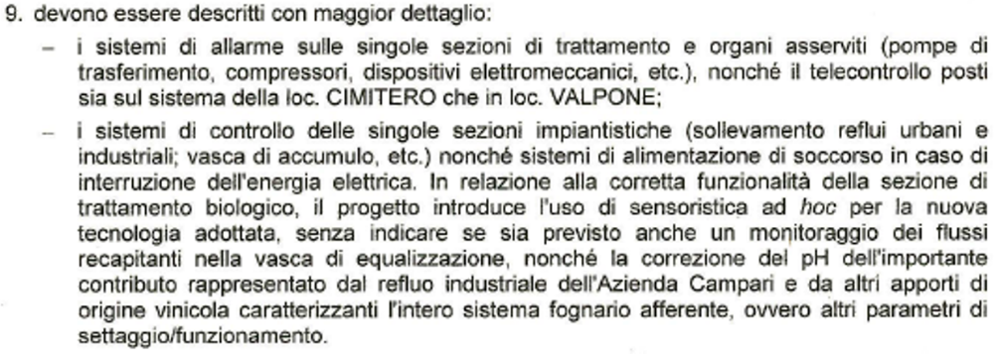 9. devono essere descritti con maggior dettaglio:
– i sistemi di allarme sulle singole sezioni di trattamento e organi asserviti (pompe di
trasferimento, compressori, dispositivi elettromeccanici, etc.), nonché il telecontrollo posti
sia sul sistema della loc. CIMITERO che in loc. VALPONE;
– i sistemi di controllo delle singole sezioni impiantistiche (sollevamento reflui urbani e
industriali; vasca di accumulo, etc.) nonché sistemi di alimentazione di soccorso in caso di
interruzione dell'energia elettrica. In relazione alla corretta funzionalità della sezione di
trattamento biologico, il progetto introduce l'uso di sensoristica ad hoc per la nuova
tecnologia adottata, senza indicare se sia previsto anche un monitoraggio dei flussi
recapitanti nella vasca di equalizzazione, nonché la correzione del pH dell'importante
contributo rappresentato dal refluo industriale dell'Azienda Campari e da altri apporti di
origine vinicola caratterizzanti l'intero sistema fognario afferente, ovvero altri parametri di
settaggio/funzionamento.